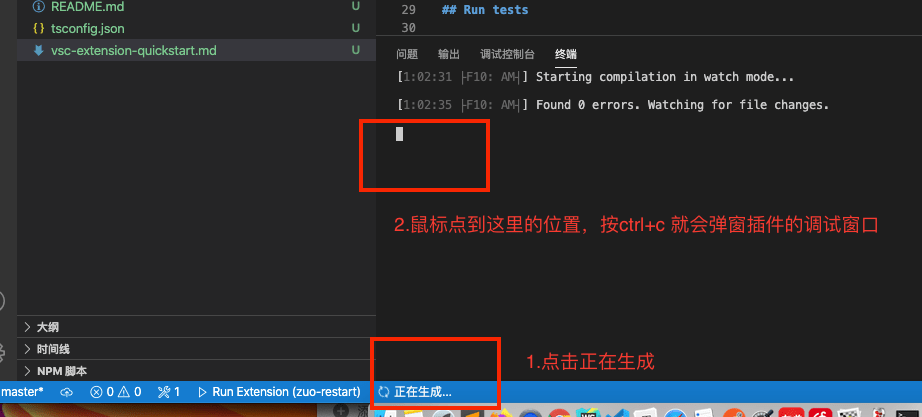 README.md U
tsconfig.json U
vsc-extension-quickstart.md U
大纲
时间线
NPM 脚本
29 ## Run tests
30
问题 输出 调试控制台 终端
[1:02:31 ├F10: AM┤] Starting compilation in watch mode...
[1:02:35 ├F10: AM┤] Found 0 errors. Watching for file changes.
2.鼠标点到这里的位置，按ctrl+c 就会弹窗插件的调试窗口
1.点击正在生成
master* 0 0 1 Run Extension (zuo-restart) 正在生成...